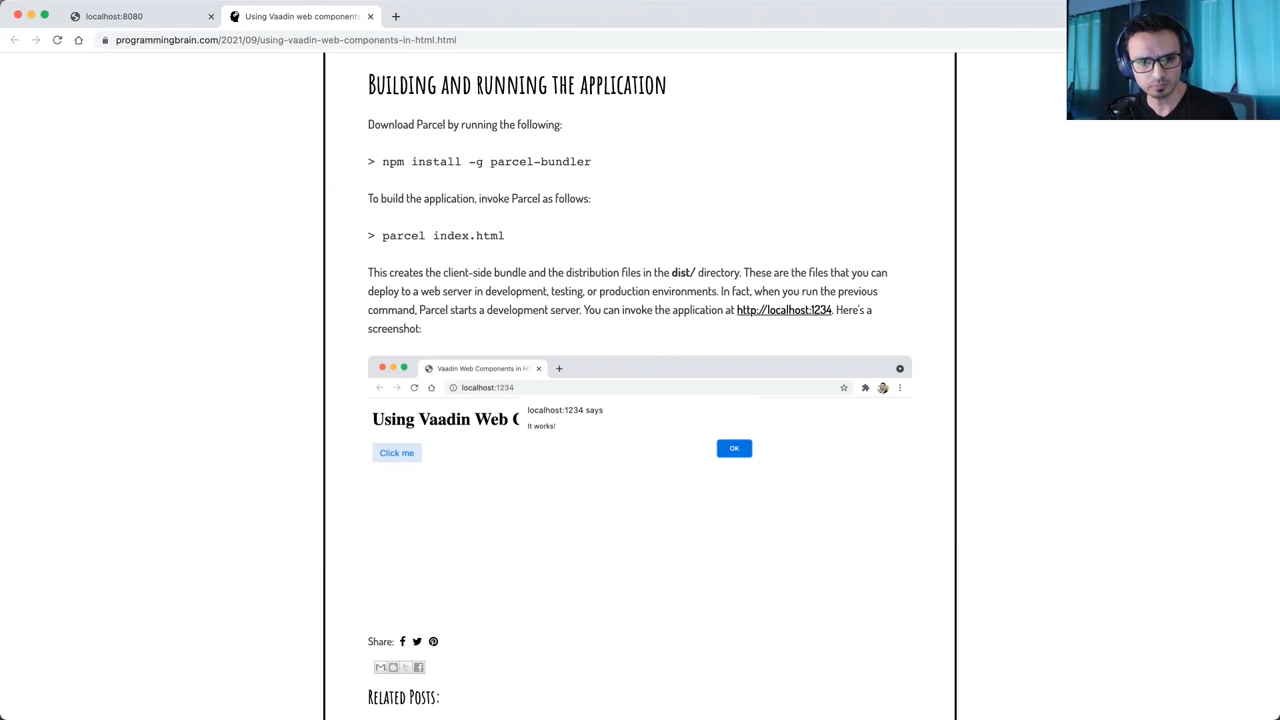 localhost:8080
Using Vaadin web components
programmingbrain.com/2021/09/using-vaadin-web-components-in-html.html
Building and running the application
Download Parcel by running the following:
> npm install -g parcel-bundler
To build the application, invoke Parcel as follows:
> parcel index.html
This creates the client-side bundle and the distribution files in the dist/ directory. These are the files that you can
deploy to a web server in development, testing, or production environments. In fact, when you run the previous
command, Parcel starts a development server. You can invoke the application at http://localhost:1234. Here's a
screenshot:
Vaadin Web Components in HT
localhost:1234
localhost:1234 says
Using Vaadin Web C
It works!
OK
Click me
Share:
Related Posts: